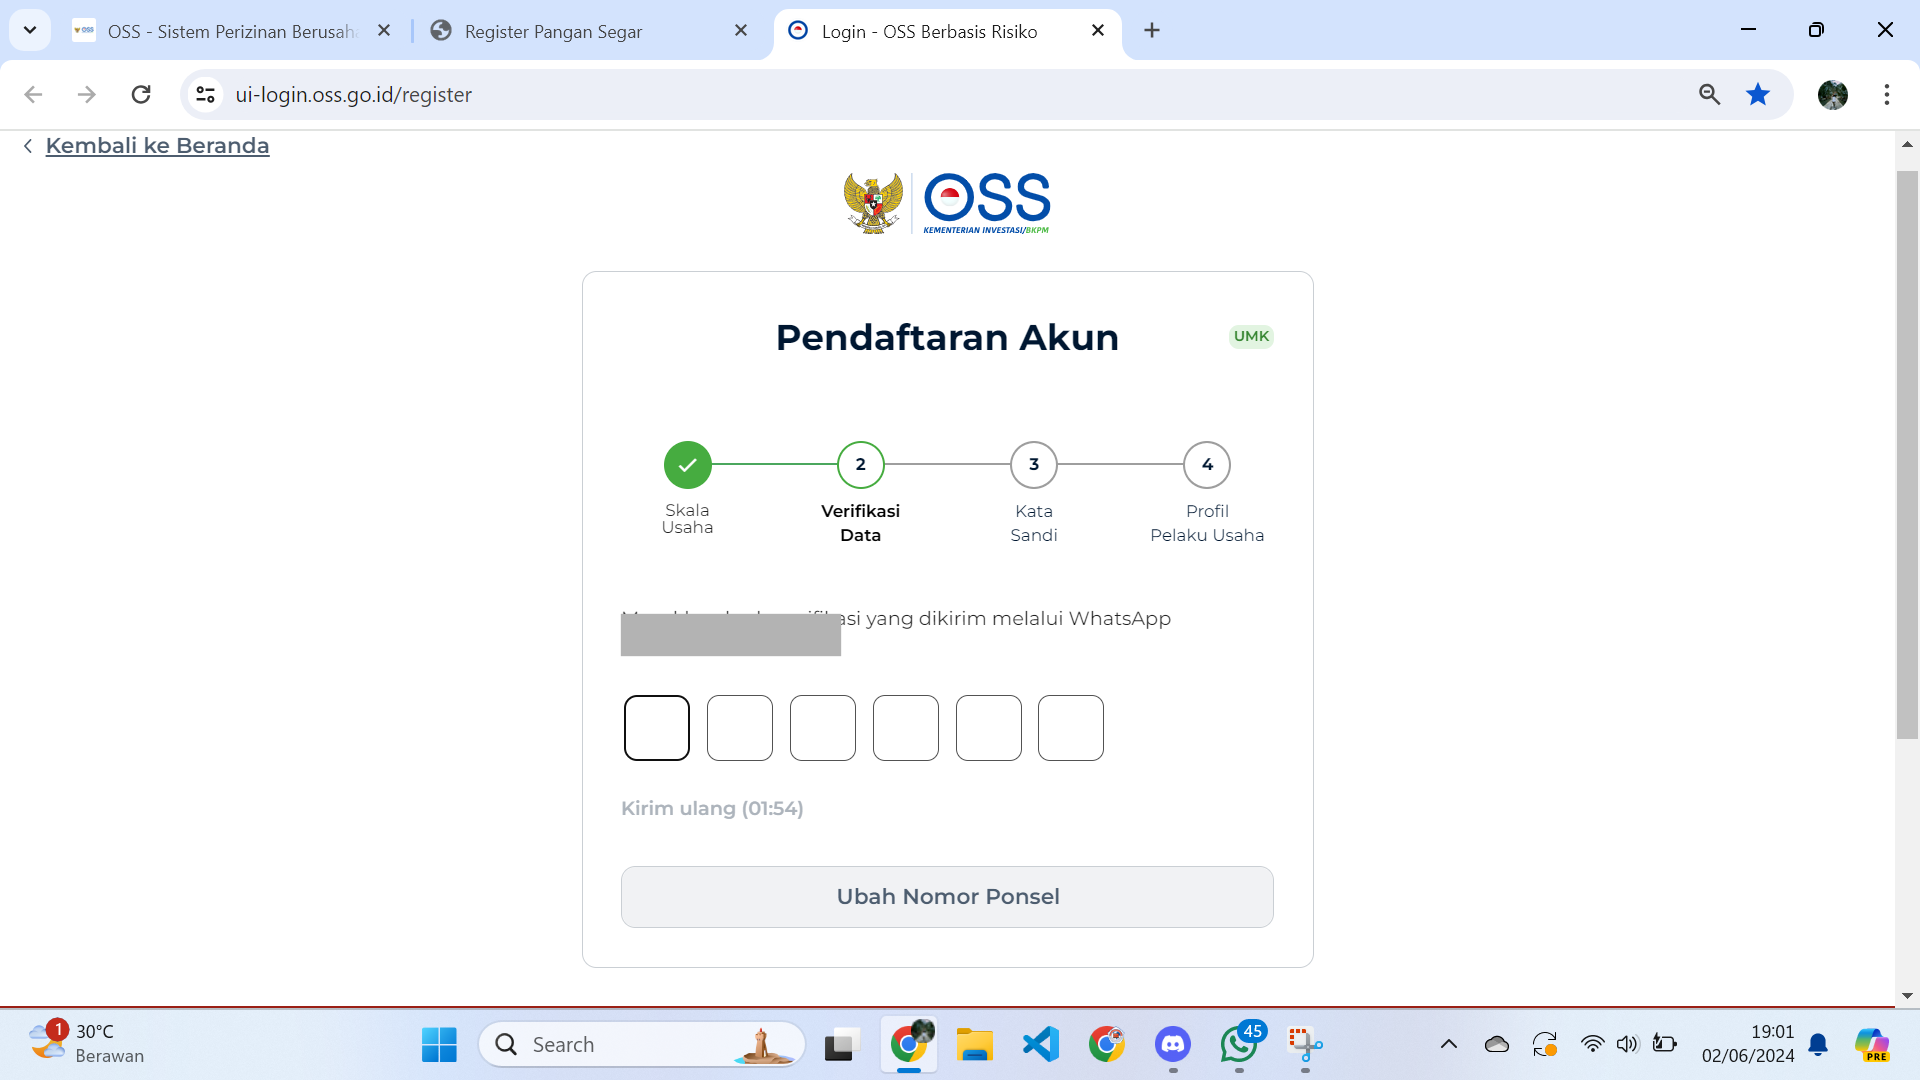 OSS - Sistem Perizinan Berusaha
Register Pangan Segar
Login - OSS Berbasis Risiko
ui-login.oss.go.id/register
Kembali ke Beranda
OSS
KEMENTERIAN INVESTASI/BKPM
Pendaftaran Akun
UMK
2
3
4
Skala
Usaha
Verifikasi
Data
Kata
Sandi
Profil
Pelaku Usaha
yang dikirim melalui WhatsApp
Kirim ulang (01:54)
Ubah Nomor Ponsel
1
30°C
Berawan
Search
45
19:01
02/06/2024
PRE